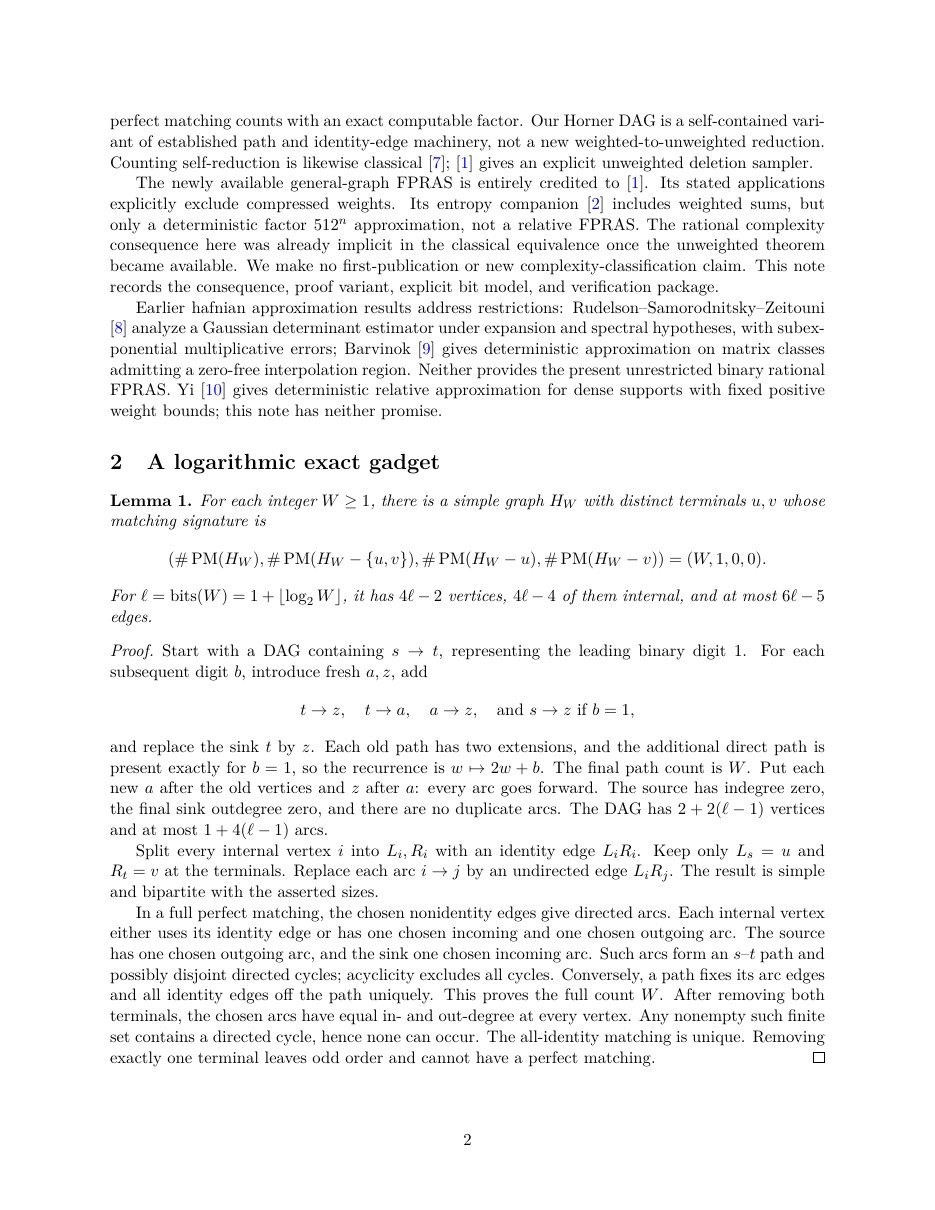 perfect matching counts with an exact computable factor. Our Horner DAG is a self-contained vari-
ant of established path and identity-edge machinery, not a new weighted-to-unweighted reduction.
Counting self-reduction is likewise classical [7]; [1] gives an explicit unweighted deletion sampler.
The newly available general-graph FPRAS is entirely credited to [1]. Its stated applications
explicitly exclude compressed weights. Its entropy companion [2] includes weighted sums, but
only a deterministic factor 512ⁿ approximation, not a relative FPRAS. The rational complexity
consequence here was already implicit in the classical equivalence once the unweighted theorem
became available. We make no first-publication or new complexity-classification claim. This note
records the consequence, proof variant, explicit bit model, and verification package.
Earlier hafnian approximation results address restrictions: Rudelson–Samorodnitsky–Zeitouni
[8] analyze a Gaussian determinant estimator under expansion and spectral hypotheses, with subex-
ponential multiplicative errors; Barvinok [9] gives deterministic approximation on matrix classes
admitting a zero-free interpolation region. Neither provides the present unrestricted binary rational
FPRAS. Yi [10] gives deterministic relative approximation for dense supports with fixed positive
weight bounds; this note has neither promise.
2 A logarithmic exact gadget
Lemma 1. For each integer W ≥ 1, there is a simple graph H_W with distinct terminals u, v whose
matching signature is
(# PM(H_W), # PM(H_W − {u, v}), # PM(H_W − u), # PM(H_W − v)) = (W, 1, 0, 0).
For ℓ = bits(W) = 1 + ⌊log₂ W⌋, it has 4ℓ − 2 vertices, 4ℓ − 4 of them internal, and at most 6ℓ − 5
edges.
Proof. Start with a DAG containing s → t, representing the leading binary digit 1. For each
subsequent digit b, introduce fresh a, z, add
t → z, t → a, a → z, and s → z if b = 1,
and replace the sink t by z. Each old path has two extensions, and the additional direct path is
present exactly for b = 1, so the recurrence is w ↦ 2w + b. The final path count is W. Put each
new a after the old vertices and z after a: every arc goes forward. The source has indegree zero,
the final sink outdegree zero, and there are no duplicate arcs. The DAG has 2 + 2(ℓ − 1) vertices
and at most 1 + 4(ℓ − 1) arcs.
Split every internal vertex i into L_i, R_i with an identity edge L_iR_i. Keep only L_s = u and
R_t = v at the terminals. Replace each arc i → j by an undirected edge L_iR_j. The result is simple
and bipartite with the asserted sizes.
In a full perfect matching, the chosen nonidentity edges give directed arcs. Each internal vertex
either uses its identity edge or has one chosen incoming and one chosen outgoing arc. The source
has one chosen outgoing arc, and the sink one chosen incoming arc. Such arcs form an s–t path and
possibly disjoint directed cycles; acyclicity excludes all cycles. Conversely, a path fixes its arc edges
and all identity edges off the path uniquely. This proves the full count W. After removing both
terminals, the chosen arcs have equal in- and out-degree at every vertex. Any nonempty such finite
set contains a directed cycle, hence none can occur. The all-identity matching is unique. Removing
exactly one terminal leaves odd order and cannot have a perfect matching. □
2